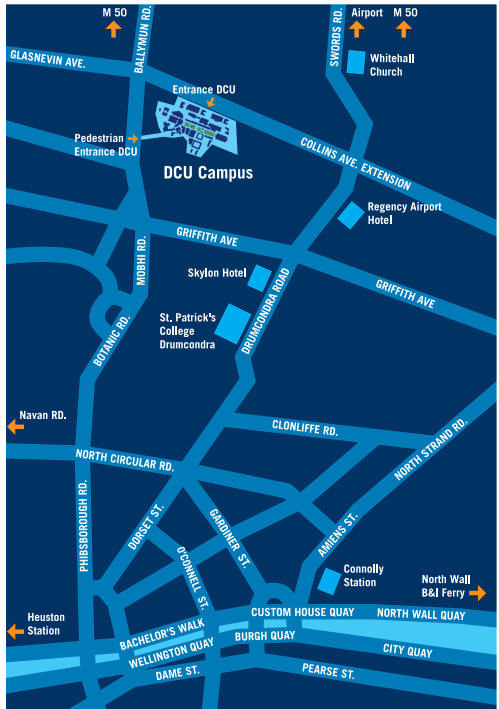 M 50
Airport
M 50
BALLYMUN RD.
SWORDS RD.
GLASNEVIN AVE.
Whitehall
Church
Entrance DCU
Pedestrian
Entrance DCU
COLLINS AVE. EXTENSION
DCU Campus
Regency Airport
Hotel
GRIFFITH AVE
MOBHI RD.
Skylon Hotel
GRIFFITH AVE
DRUMCONDRA ROAD
St. Patrick's
College
Drumcondra
BOTANIC RD.
Navan RD.
CLONLIFFE RD.
NORTH STRAND RD.
NORTH CIRCULAR RD.
PHIBSBOROUGH RD.
DORSET ST.
GARDINER ST.
AMIENS ST.
O'CONNELL ST.
Connolly
Station
North Wall
B&I Ferry
Heuston
Station
CUSTOM HOUSE QUAY
NORTH WALL QUAY
BACHELOR'S WALK
BURGH QUAY
WELLINGTON QUAY
CITY QUAY
DAME ST.
PEARSE ST.